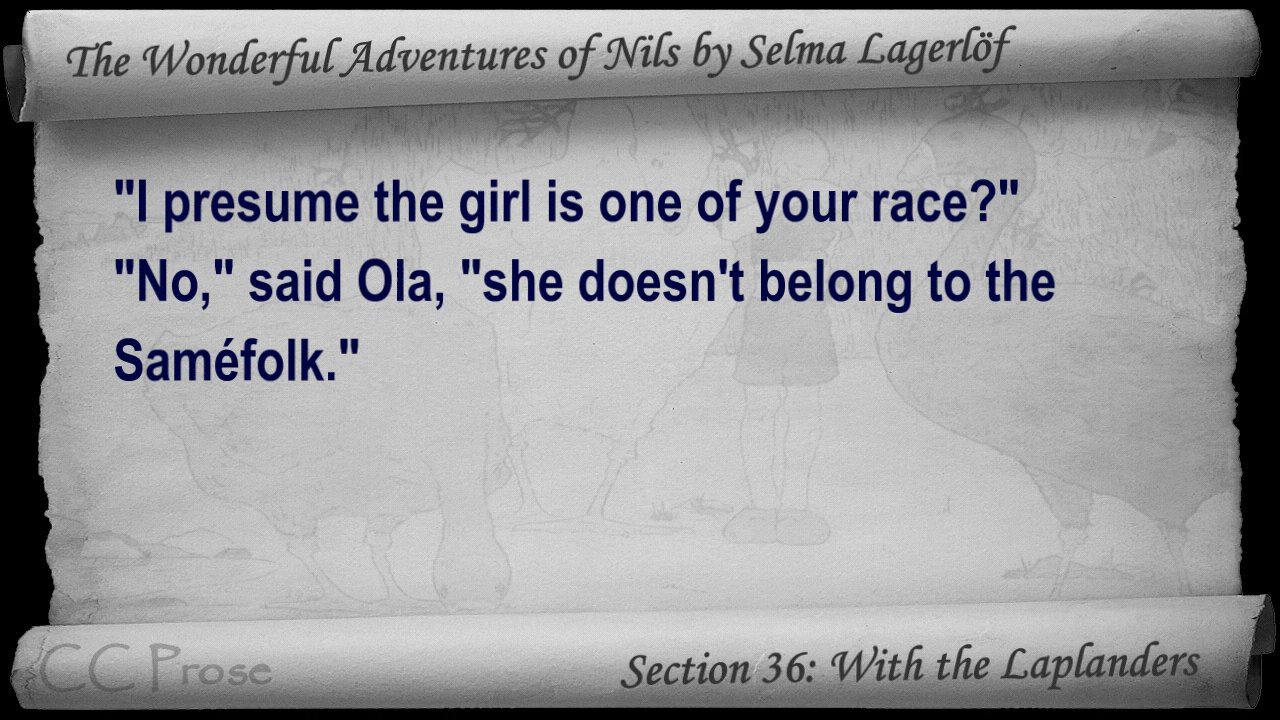 The Wonderful Adventures of Nils by Selma Lagerlöf
"I presume the girl is one of your race?"
"No," said Ola, "she doesn't belong to the
Saméfolk."
CC Prose
Section 36: With the Laplanders